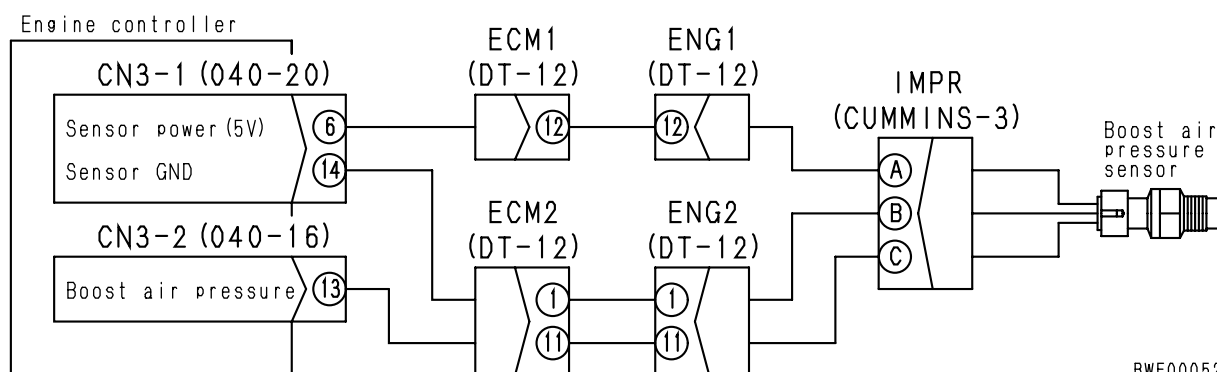 Engine controller
CN3-1 (040-20)
Sensor power (5V)
6
Sensor GND
14
CN3-2 (040-16)
Boost air pressure
13
ECM1
(DT-12)
12
ENG1
(DT-12)
12
ECM2
(DT-12)
1
11
ENG2
(DT-12)
1
11
IMPR
(CUMMINS-3)
A
B
C
Boost air
pressure
sensor